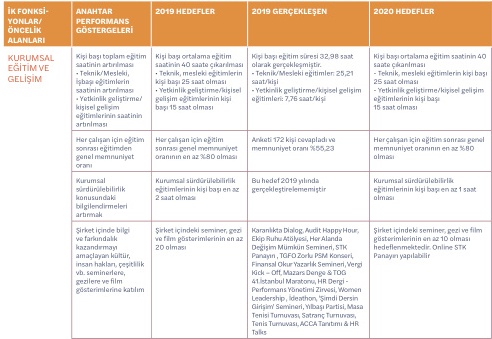 İK FONKSİ-
YONLAR/
ÖNCELİK
ALANLARI
ANAHTAR
PERFORMANS
GÖSTERGELERİ
2019 HEDEFLER
2019 GERÇEKLEŞEN
2020 HEDEFLER
KURUMSAL
EĞİTİM VE
GELİŞİM
Kişi başı toplam eğitim
saatinin artırılması
• Teknik/Mesleki,
İşbaşı eğitimlerin
saatinin artırılması
• Yetkinlik geliştirme/
kişisel gelişim
eğitimlerinin saatinin
artırılması
Kişi başı ortalama eğitim
saatinin 40 saate çıkarılması
• Teknik, mesleki eğitimlerin
kişi başı 25 saat olması
• Yetkinlik geliştirme/kişisel
gelişim eğitimlerinin kişi
başı 15 saat olması
Kişi başı eğitim süresi 32,98 saat
olarak gerçekleşmiştir.
• Teknik/Mesleki eğitimler: 25,21
saat/kişi
• Yetkinlik geliştirme/kişisel gelişim
eğitimleri: 7,76 saat/kişi
Kişi başı ortalama eğitim saatinin 40
saate çıkarılması
- Teknik, mesleki eğitimlerin kişi başı
25 saat olması
- Yetkinlik geliştirme/kişisel gelişim
eğitimlerinin kişi başı
15 saat olması
Her çalışan için eğitim
sonrası eğitimden
genel memnuniyet
oranı
Her çalışan için eğitim
sonrası genel memnuniyet
oranının en az %80 olması
Anketi 172 kişi cevapladı ve
memnuniyet oranı %55,23
Her çalışan için eğitim sonrası genel
memnuniyet oranının en az %80
olması
Kurumsal
sürdürülebilirlik
konusundaki
bilgilendirmeleri
artırmak
Kurumsal sürdürülebilirlik
eğitimlerinin kişi başı en az
2 saat olması
Bu hedef 2019 yılında
gerçekleştirelememiştir
Kurumsal sürdürülebilirlik
eğitimlerinin kişi başı en az 1 saat
olması
Şirket içinde bilgi
ve farkındalık
kazandırmayı
amaçlayan kültür,
insan hakları, çeşitlilik
vb. seminerlere,
gezilere ve film
gösterimlerine katılım
Şirket içindeki seminer, gezi
ve film gösterimlerinin en az
20 olması
Karanlıkta Dialog, Audit Happy Hour,
Ekip Ruhu Atölyesi, Her Alanda
Değişim Mümkün Semineri, STK
Panayırı , TGFO Zorlu PSM Konseri,
Finansal Okur Yazarlık Semineri, Vergi
Kick – Off, Mazars Denge & TOG
41.İstanbul Maratonu, HR Dergi -
Performans Yönetimi Zirvesi, Women
Leadership , Ideathon, 'Şimdi Dersin
Girişim' Semineri, Yılbaşı Partisi, Masa
Tenisi Turnuvası, Satranç Turnuvası,
Tenis Turnuvası, ACCA Tanıtımı & HR
Talks
Şirket içindeki seminer, gezi ve film
gösterimlerinin en az 10 olması
hedeflenmektedir. Online STK
Panayırı yapılabilir